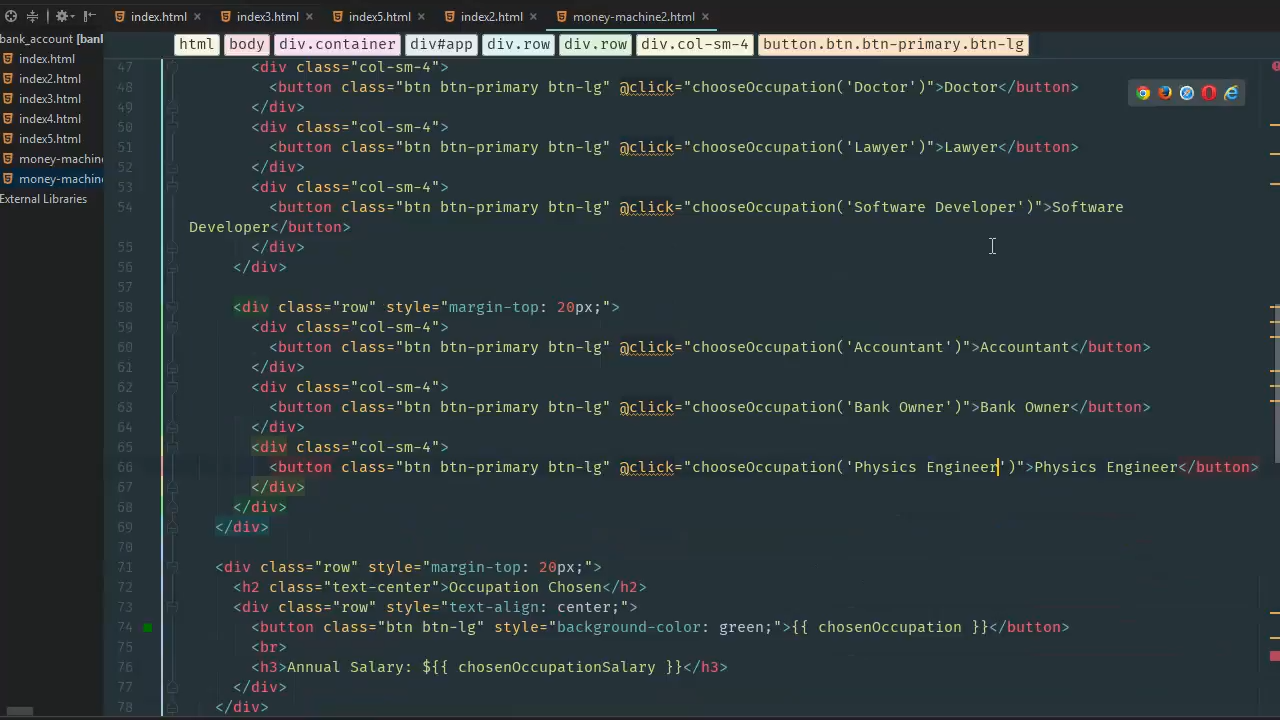 index.html
index3.html
index5.html
index2.html
money-machine2.html
bank_account [bank
index.html
index2.html
index3.html
index4.html
index5.html
money-machine
money-machine
External Libraries
html body div.container div#app div.row div.row div.col-sm-4 button.btn.btn-primary.btn-lg
47 <div class="col-sm-4">
48 <button class="btn btn-primary btn-lg" @click="chooseOccupation('Doctor')">Doctor</button>
49 </div>
50 <div class="col-sm-4">
51 <button class="btn btn-primary btn-lg" @click="chooseOccupation('Lawyer')">Lawyer</button>
52 </div>
53 <div class="col-sm-4">
54 <button class="btn btn-primary btn-lg" @click="chooseOccupation('Software Developer')">Software
Developer</button>
55 </div>
56 </div>
57
58 <div class="row" style="margin-top: 20px;">
59 <div class="col-sm-4">
60 <button class="btn btn-primary btn-lg" @click="chooseOccupation('Accountant')">Accountant</button>
61 </div>
62 <div class="col-sm-4">
63 <button class="btn btn-primary btn-lg" @click="chooseOccupation('Bank Owner')">Bank Owner</button>
64 </div>
65 <div class="col-sm-4">
66 <button class="btn btn-primary btn-lg" @click="chooseOccupation('Physics Engineer')">Physics Engineer</button>
67 </div>
68 </div>
69 </div>
70
71 <div class="row" style="margin-top: 20px;">
72 <h2 class="text-center">Occupation Chosen</h2>
73 <div class="row" style="text-align: center;">
74 <button class="btn btn-lg" style="background-color: green;">{{ chosenOccupation }}</button>
75 <br>
76 <h3>Annual Salary: ${{ chosenOccupationSalary }}</h3>
77 </div>
78 </div>